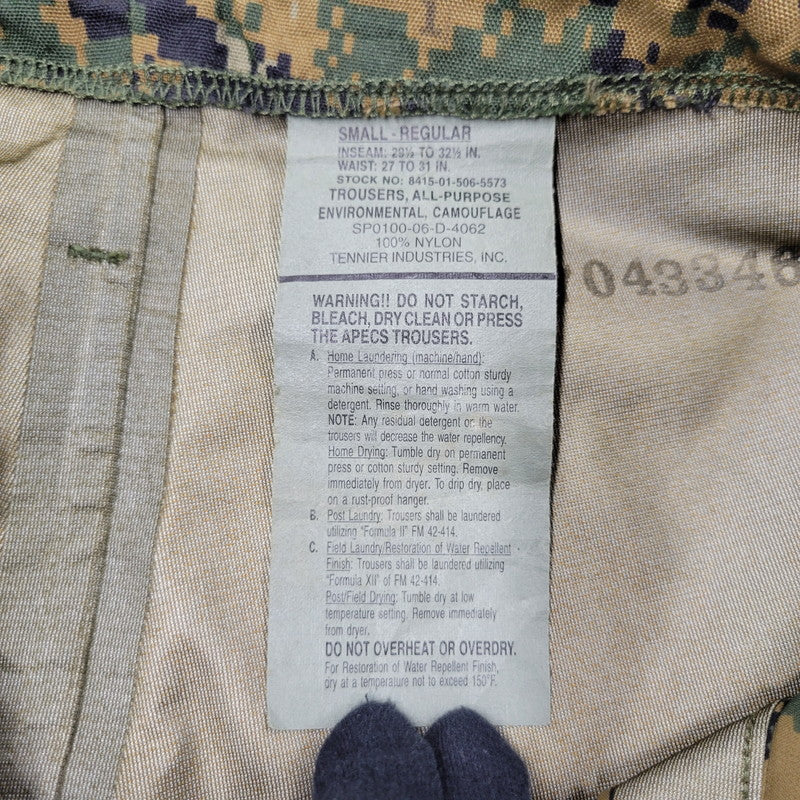 SMALL - REGULAR
INSEAM: 29½ TO 32½ IN.
WAIST: 27 TO 31 IN.
STOCK NO: 8415-01-506-5573
TROUSERS, ALL-PURPOSE
ENVIRONMENTAL, CAMOUFLAGE
SP0100-06-D-4062
100% NYLON
TENNIER INDUSTRIES, INC.
043346
WARNING!! DO NOT STARCH,
BLEACH, DRY CLEAN OR PRESS
THE APECS TROUSERS.
A. Home Laundering (machine/hand):
Permanent press or normal cotton sturdy
machine setting, or hand washing using a
detergent. Rinse thoroughly in warm water.
NOTE: Any residual detergent on the
trousers will decrease the water repellency.
Home Drying: Tumble dry on permanent
press or cotton sturdy setting. Remove
immediately from dryer. To drip dry, place
on a rust-proof hanger.
B. Post Laundry: Trousers shall be laundered
utilizing "Formula II" FM 42-414.
C. Field Laundry/Restoration of Water Repellent
Finish: Trousers shall be laundered utilizing
"Formula XII" of FM 42-414.
Post/Field Drying: Tumble dry at low
temperature setting. Remove immediately
from dryer.
DO NOT OVERHEAT OR OVERDRY.
For Restoration of Water Repellent Finish,
dry at a temperature not to exceed 150°F.